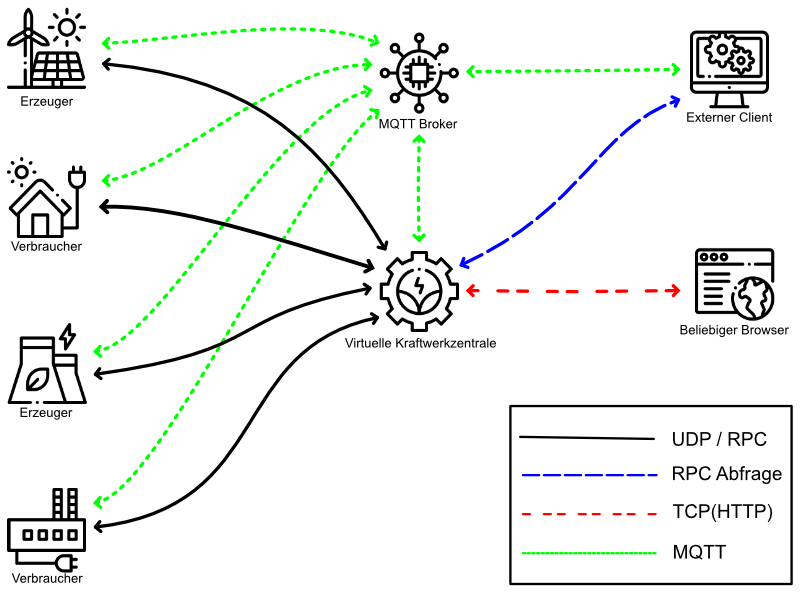 Erzeuger
MQTT Broker
Externer Client
Verbraucher
Virtuelle Kraftwerkzentrale
Beliebiger Browser
Erzeuger
Verbraucher
UDP / RPC
RPC Abfrage
TCP(HTTP)
MQTT